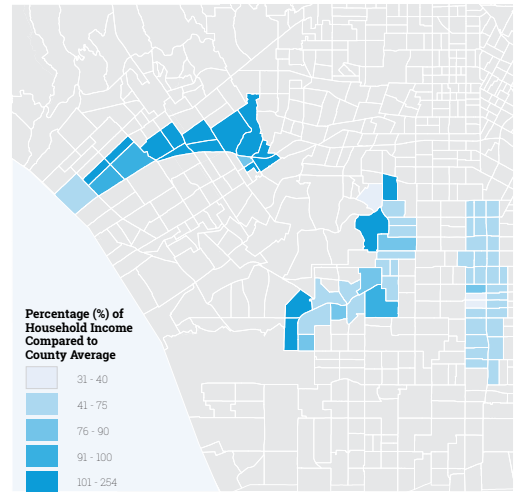 Percentage (%) of
Household Income
Compared to
County Average
31 - 40
41 - 75
76 - 90
91 - 100
101 - 254